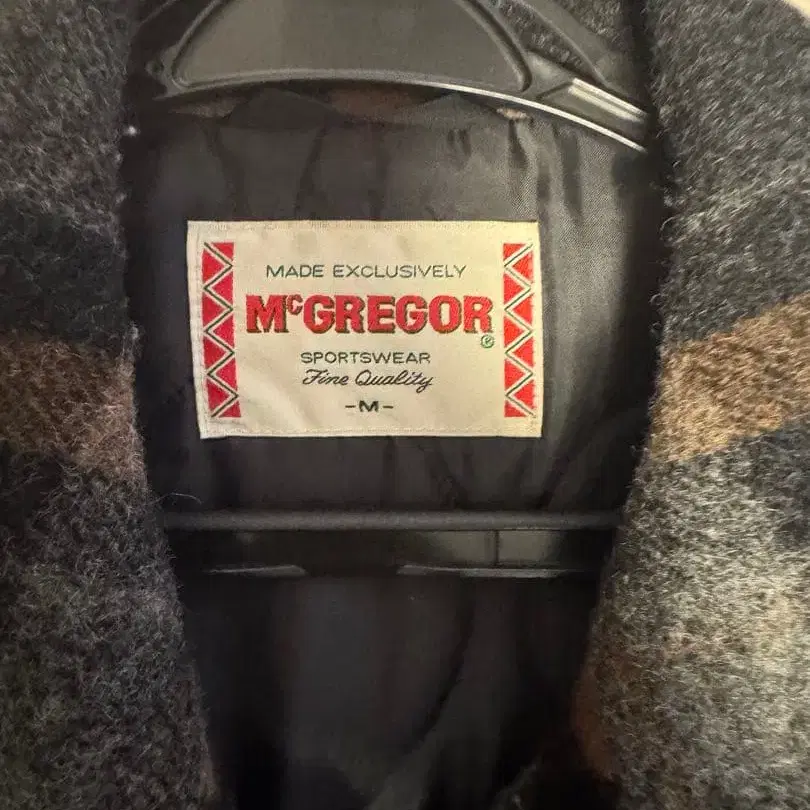 MADE EXCLUSIVELY
McGREGOR
®
SPORTSWEAR
Fine Quality
-M-